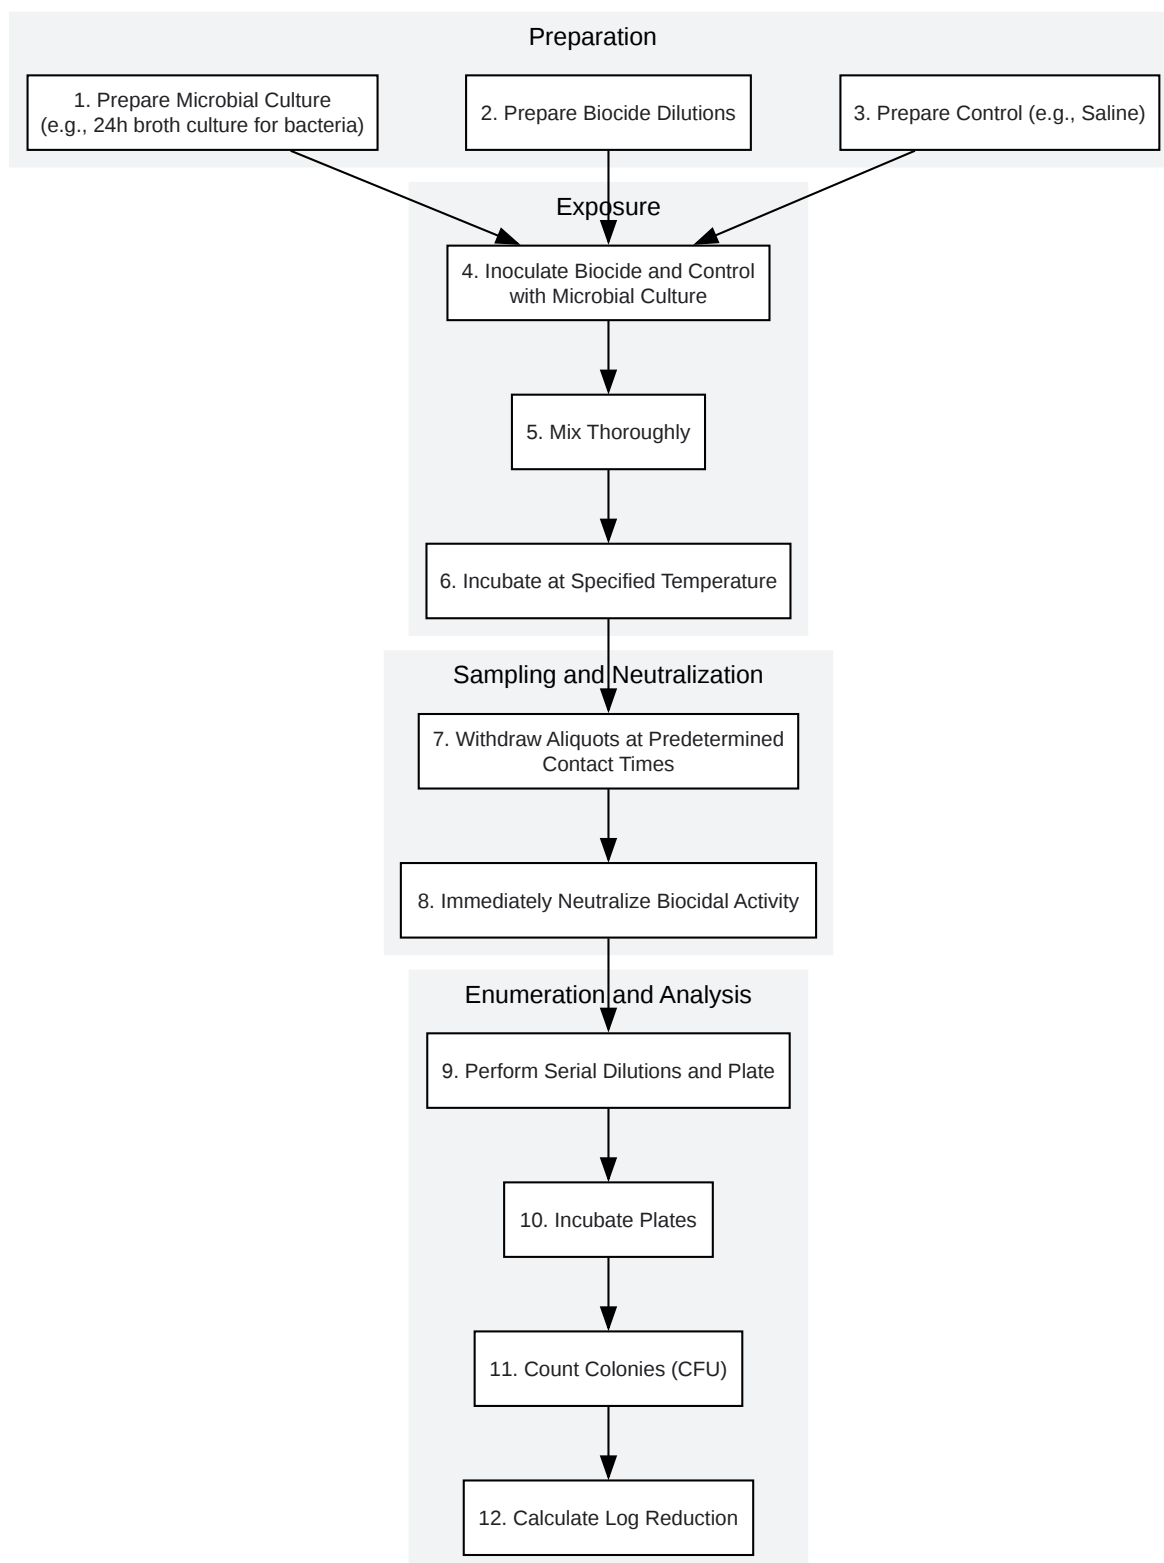 Preparation
1. Prepare Microbial Culture
(e.g., 24h broth culture for bacteria)
2. Prepare Biocide Dilutions
3. Prepare Control (e.g., Saline)
Exposure
4. Inoculate Biocide and Control
with Microbial Culture
5. Mix Thoroughly
6. Incubate at Specified Temperature
Sampling and Neutralization
7. Withdraw Aliquots at Predetermined
Contact Times
8. Immediately Neutralize Biocidal Activity
Enumeration and Analysis
9. Perform Serial Dilutions and Plate
10. Incubate Plates
11. Count Colonies (CFU)
12. Calculate Log Reduction